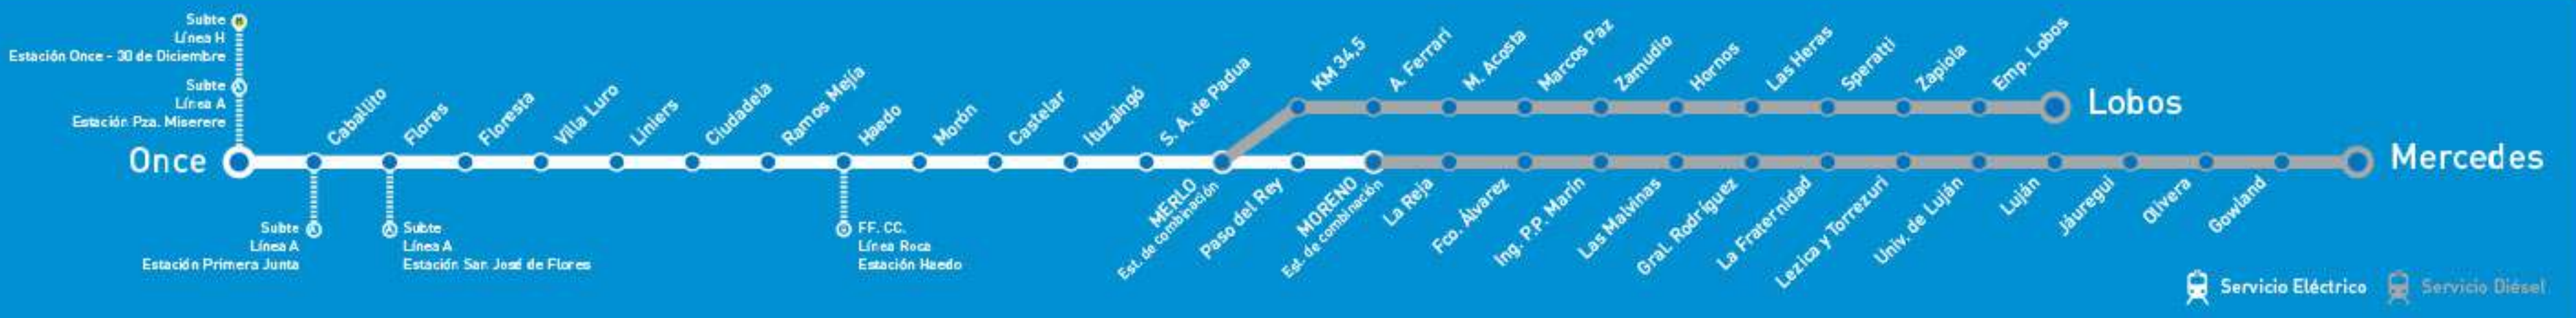 Subte
Línea H
Estación Once - 30 de Diciembre
Subte
Línea A
Estación Pza. Miserere
Once
Caballito
Flores
Floresta
Villa Luro
Liniers
Ciudadela
Ramos Mejía
Haedo
Morón
Castelar
Ituzaingó
S. A. de Padua
KM 34,5
A. Ferrari
M. Acosta
Marcos Paz
Zamudio
Hornos
Las Heras
Speratti
Zapiola
Emp. Lobos
Lobos
MERLO
Est. de combinación
Paso del Rey
MORENO
Est. de combinación
La Reja
Fco. Álvarez
Ing. P.P. Marín
Las Malvinas
Gral. Rodríguez
La Fraternidad
Lezica y Torrezuri
Univ. de Luján
Luján
Jáuregui
Olivera
Gowland
Mercedes
Subte
Línea A
Estación Primera Junta
Subte
Línea A
Estación San José de Flores
FF. CC.
Línea Roca
Estación Haedo
Servicio Eléctrico
Servicio Diésel